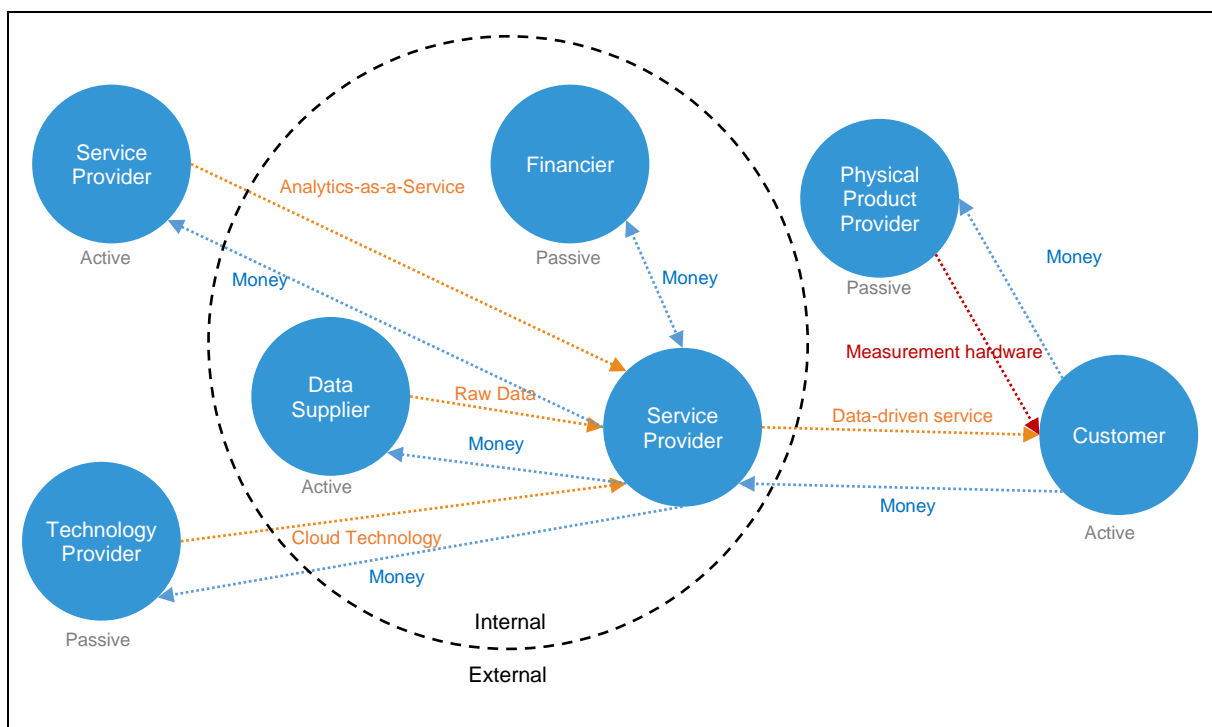 Service
Provider
Active
Analytics-as-a-Service
Money
Financier
Passive
Money
Physical
Product
Provider
Passive
Money
Measurement hardware
Data
Supplier
Active
Raw Data
Money
Service
Provider
Data-driven service
Money
Customer
Active
Technology
Provider
Passive
Cloud Technology
Money
Internal
External